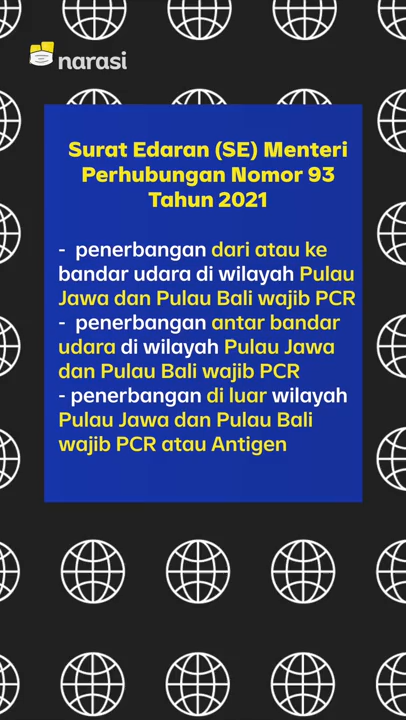 narasi
Surat Edaran (SE) Menteri
Perhubungan Nomor 93
Tahun 2021
- penerbangan dari atau ke
bandar udara di wilayah Pulau
Jawa dan Pulau Bali wajib PCR
- penerbangan antar bandar
udara di wilayah Pulau Jawa
dan Pulau Bali wajib PCR
- penerbangan di luar wilayah
Pulau Jawa dan Pulau Bali
wajib PCR atau Antigen